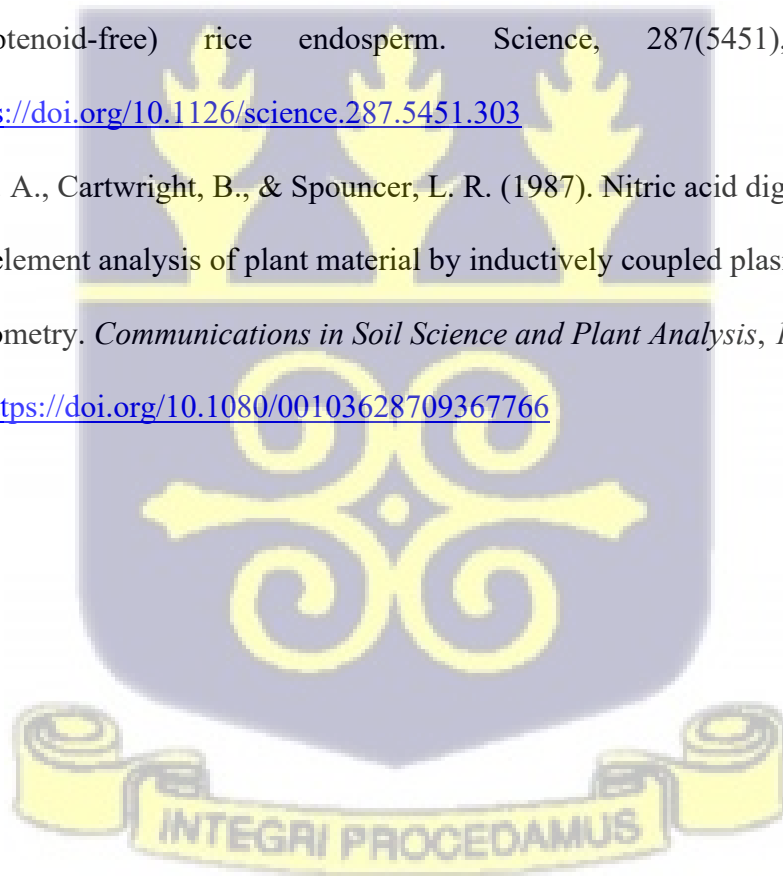 ptenoid-free) rice endosperm. Science, 287(5451),
s://doi.org/10.1126/science.287.5451.303
A., Cartwright, B., & Spouncer, L. R. (1987). Nitric acid dig
element analysis of plant material by inductively coupled plas
ometry. Communications in Soil Science and Plant Analysis,
ttps://doi.org/10.1080/00103628709367766
INTEGRI PROCEDAMUS